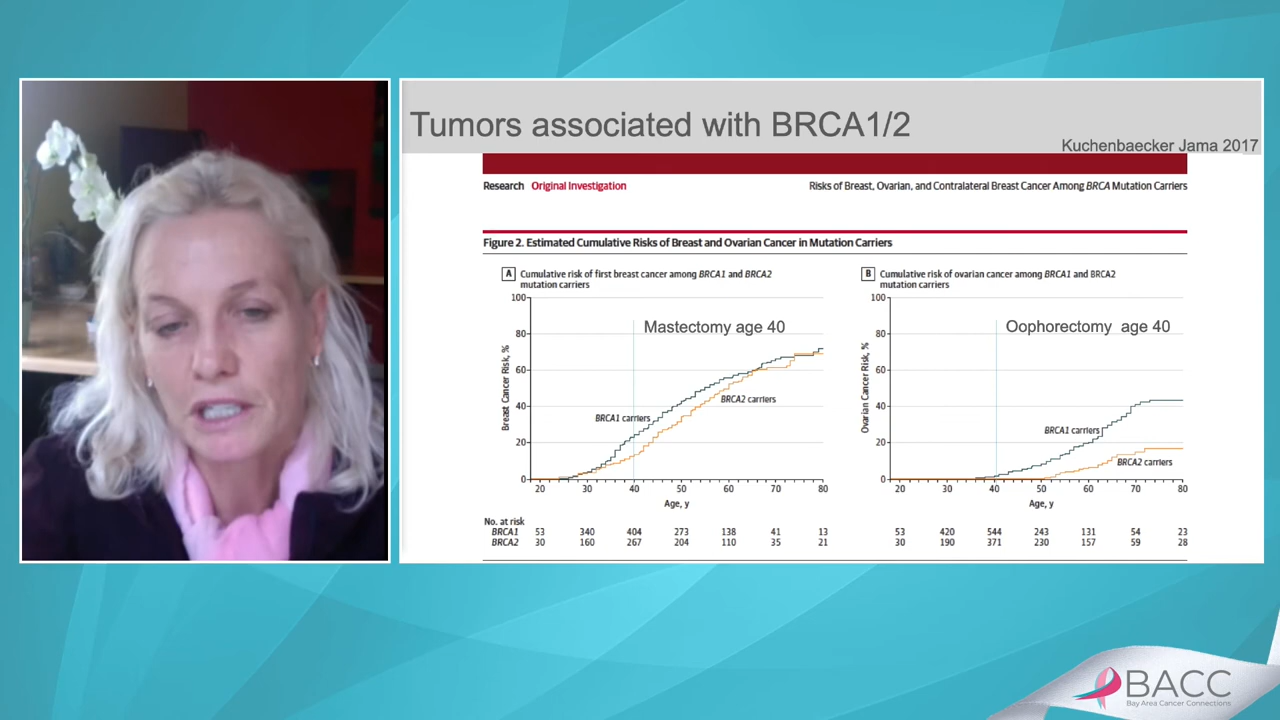 Tumors associated with BRCA1/2
Kuchenbaecker Jama 2017
Research Original Investigation
Risks of Breast, Ovarian, and Contralateral Breast Cancer Among BRCA Mutation Carriers
Figure 2. Estimated Cumulative Risks of Breast and Ovarian Cancer in Mutation Carriers
A Cumulative risk of first breast cancer among BRCA1 and BRCA2
mutation carriers
100
80
60
40
20
0
Breast Cancer Risk, %
Mastectomy age 40
BRCA1 carriers
BRCA2 carriers
20 30 40 50 60 70 80
Age, y
B Cumulative risk of ovarian cancer among BRCA1 and BRCA2
mutation carriers
100
80
60
40
20
0
Ovarian Cancer Risk, %
Oophorectomy age 40
BRCA1 carriers
BRCA2 carriers
20 30 40 50 60 70 80
Age, y
No. at risk
BRCA1 53 340 404 273 138 41 13 53 420 544 243 131 54 23
BRCA2 30 160 267 204 110 35 21 30 190 371 230 157 59 28
BACC
Bay Area Cancer Connections